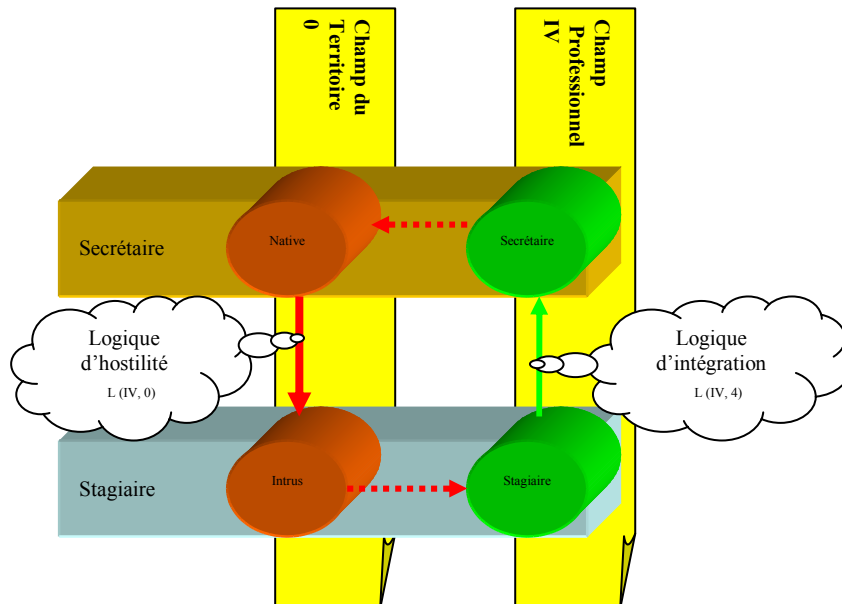 Champ du
Territoire
0
Champ
Professionnel
IV
Secrétaire
Native
Secrétaire
Logique
d’hostilité
L (IV, 0)
Logique
d’intégration
L (IV, 4)
Stagiaire
Intrus
Stagiaire